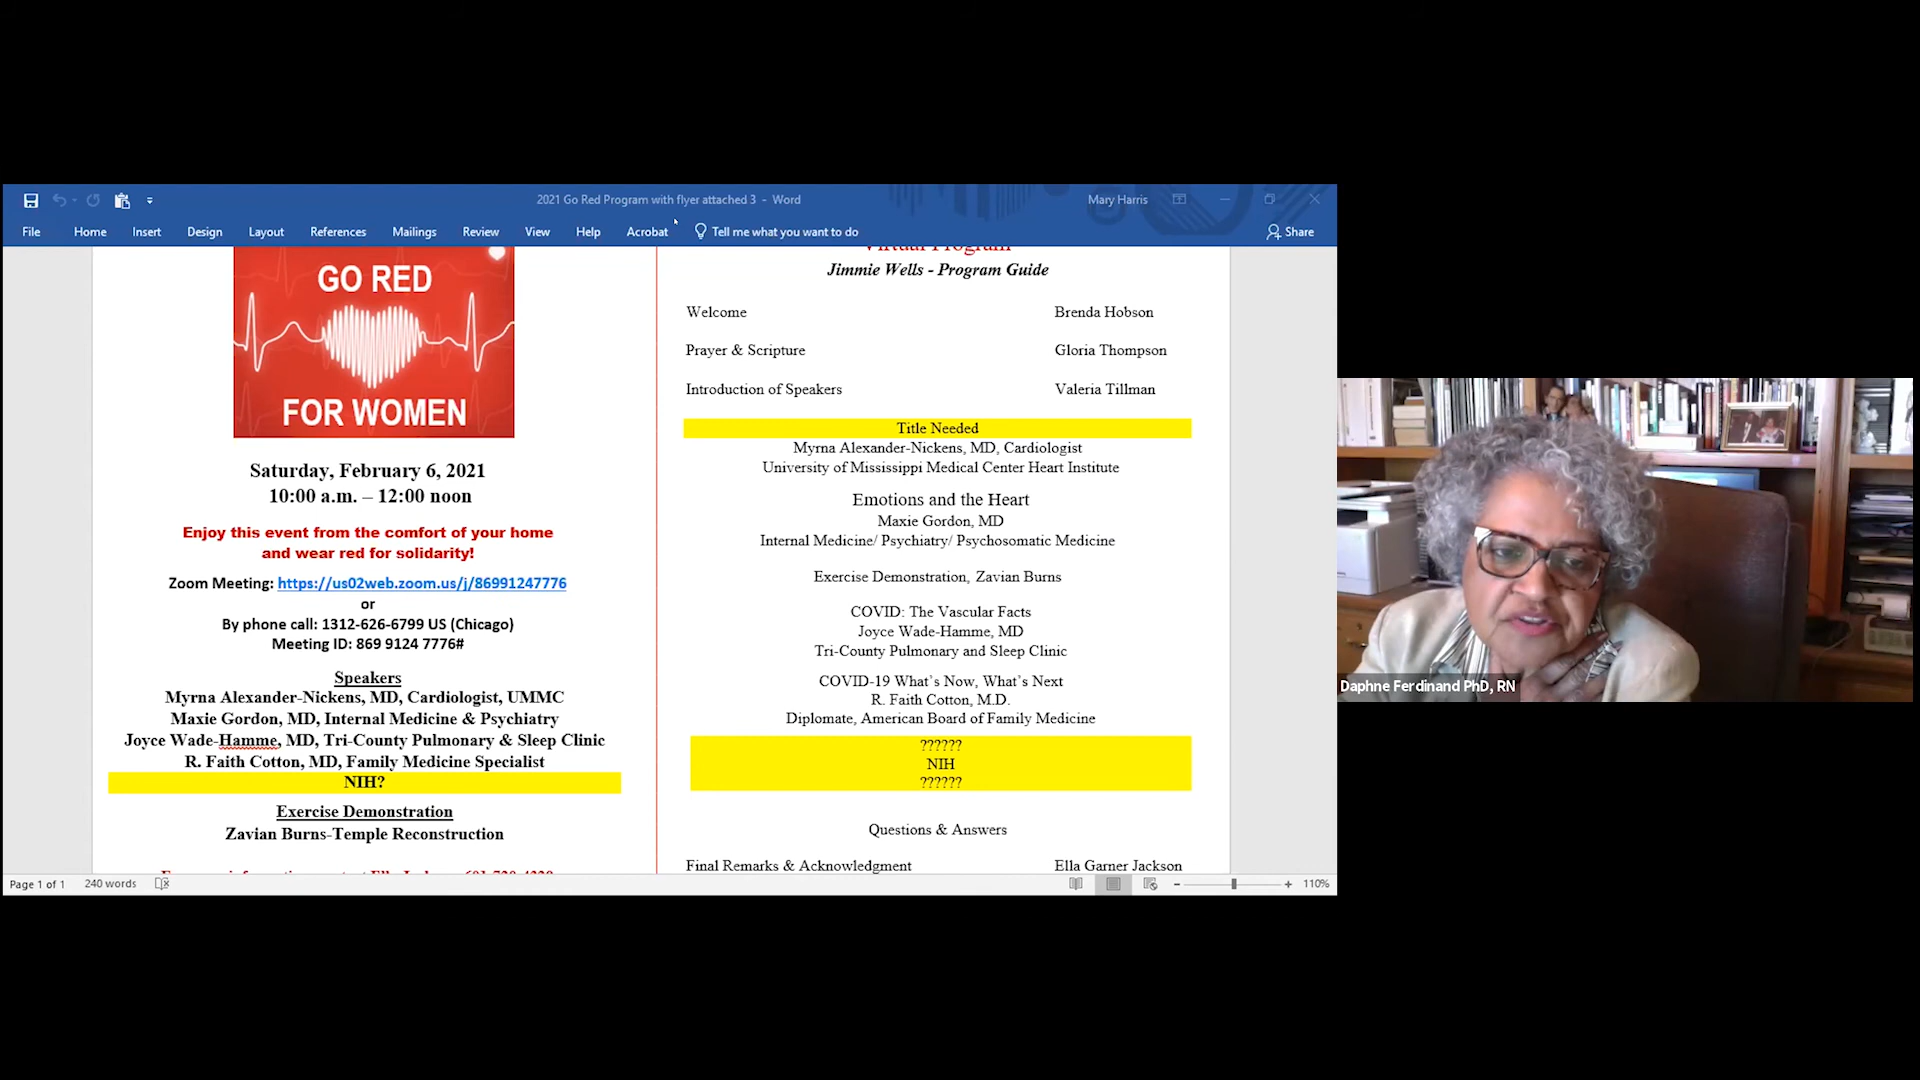 2021 Go Red Program with flyer attached 3 - Word
Mary Harris
File Home Insert Design Layout References Mailings Review View Help Acrobat Tell me what you want to do Share
GO RED
FOR WOMEN
Saturday, February 6, 2021
10:00 a.m. – 12:00 noon
Enjoy this event from the comfort of your home
and wear red for solidarity!
Zoom Meeting: https://us02web.zoom.us/j/86991247776
or
By phone call: 1312-626-6799 US (Chicago)
Meeting ID: 869 9124 7776#
Speakers
Myrna Alexander-Nickens, MD, Cardiologist, UMMC
Maxie Gordon, MD, Internal Medicine & Psychiatry
Joyce Wade-Hamme, MD, Tri-County Pulmonary & Sleep Clinic
R. Faith Cotton, MD, Family Medicine Specialist
NIH?
Exercise Demonstration
Zavian Burns-Temple Reconstruction
Virtual Program
Jimmie Wells - Program Guide
Welcome Brenda Hobson
Prayer & Scripture Gloria Thompson
Introduction of Speakers Valeria Tillman
Title Needed
Myrna Alexander-Nickens, MD, Cardiologist
University of Mississippi Medical Center Heart Institute
Emotions and the Heart
Maxie Gordon, MD
Internal Medicine/ Psychiatry/ Psychosomatic Medicine
Exercise Demonstration, Zavian Burns
COVID: The Vascular Facts
Joyce Wade-Hamme, MD
Tri-County Pulmonary and Sleep Clinic
COVID-19 What's Now, What's Next
R. Faith Cotton, M.D.
Diplomate, American Board of Family Medicine
??????
NIH
??????
Questions & Answers
Final Remarks & Acknowledgment Ella Garner Jackson
Page 1 of 1 240 words
110%
Daphne Ferdinand PhD, RN